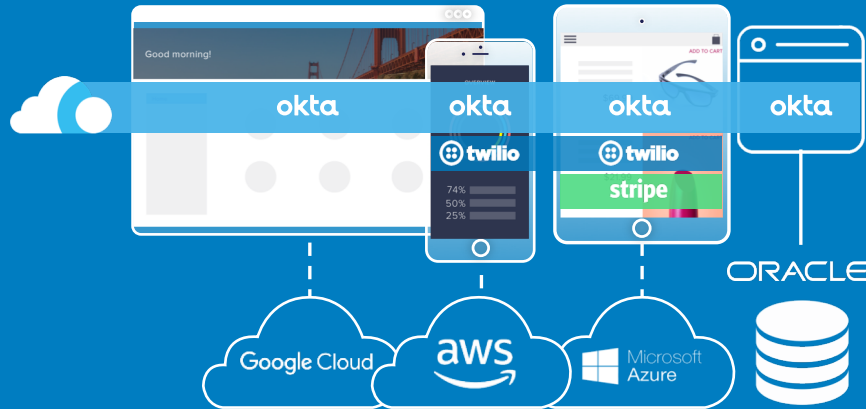 Good morning!
OVERVIEW
ADD TO CART
okta
okta
okta
okta
twilio
twilio
stripe
74%
50%
25%
ORACLE
Google Cloud
aws
Microsoft
Azure